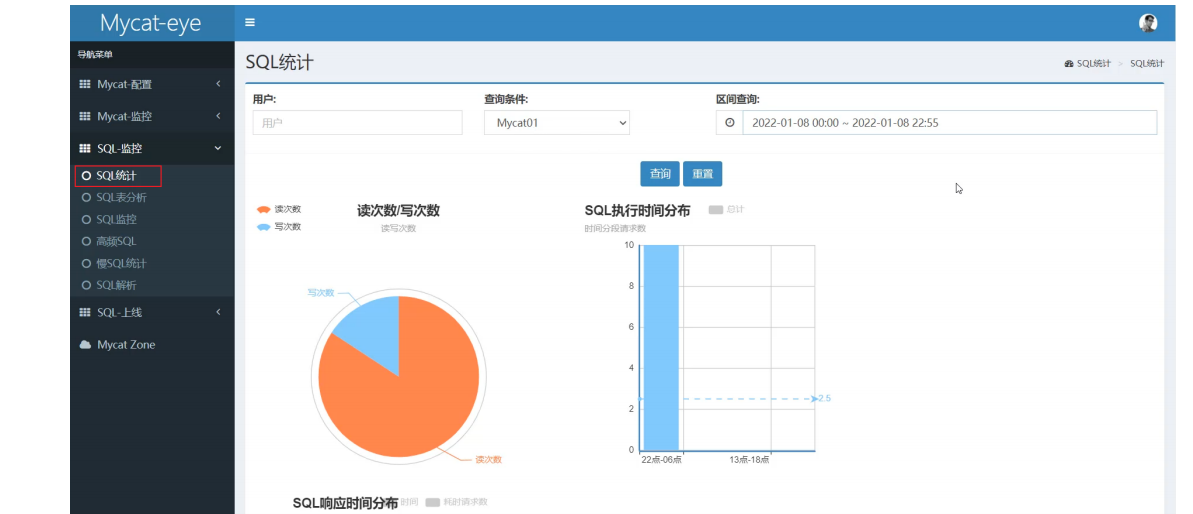 Mycat-eye
导航菜单
Mycat-配置
Mycat-监控
SQL-监控
SQL统计
SQL表分析
SQL监控
高频SQL
慢SQL统计
SQL解析
SQL-上线
Mycat Zone
SQL统计
SQL统计 > SQL统计
用户:
用户
查询条件:
Mycat01
区间查询:
2022-01-08 00:00 ~ 2022-01-08 22:55
查询 重置
读次数
写次数
读次数/写次数
读写次数
写次数
读次数
SQL执行时间分布
总计
时间分段请求数
10
8
6
4
2
0
2.5
22点-06点 13点-18点
SQL响应时间分布
时间 耗时请求数